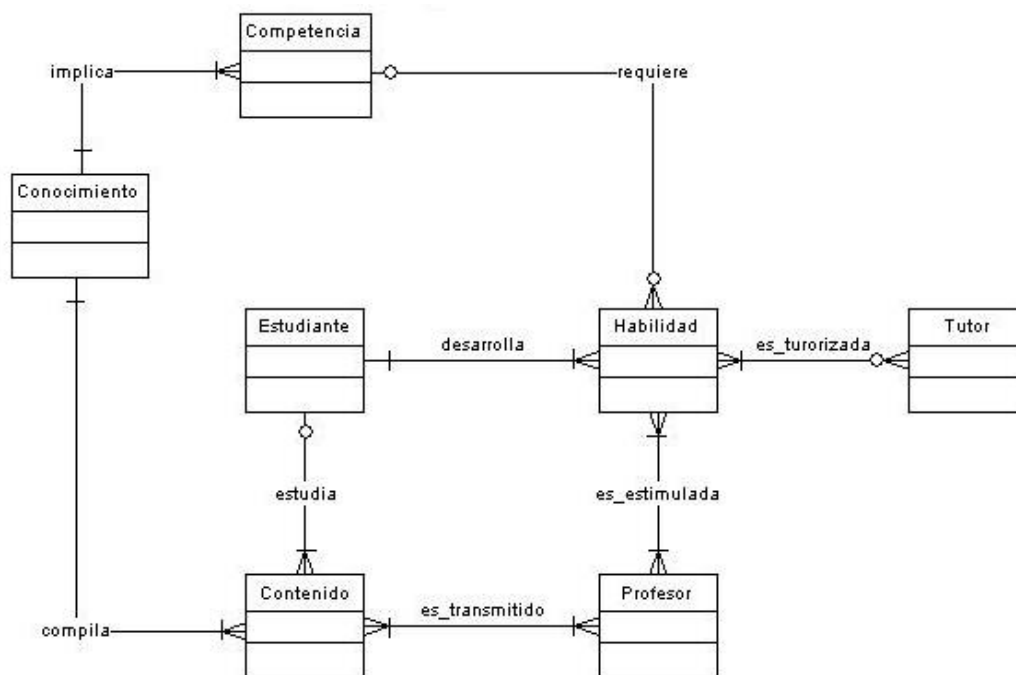 Competencia
implica
requiere
Conocimiento
Estudiante
Habilidad
Tutor
desarrolla
es_turorizada
estudia
es_estimulada
Contenido
es_transmitido
Profesor
compila